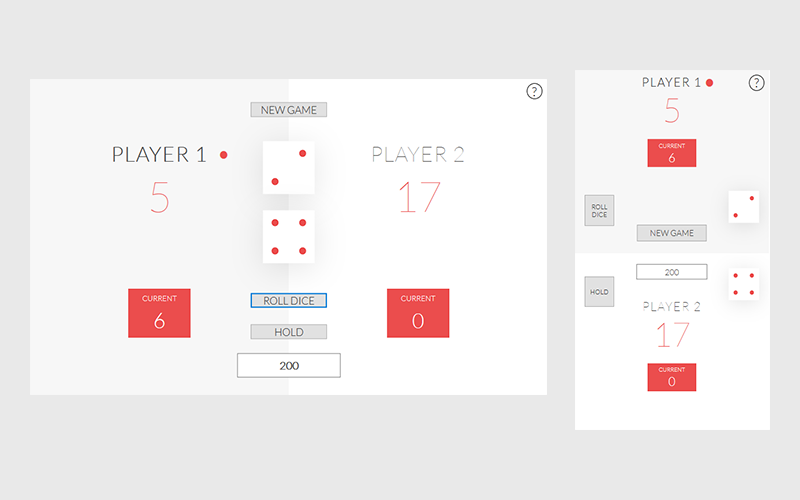 ?
NEW GAME
PLAYER 1
PLAYER 2
5
17
CURRENT
6
ROLL DICE
CURRENT
0
HOLD
200
PLAYER 1
?
5
CURRENT
6
ROLL
DICE
NEW GAME
200
HOLD
PLAYER 2
17
CURRENT
0